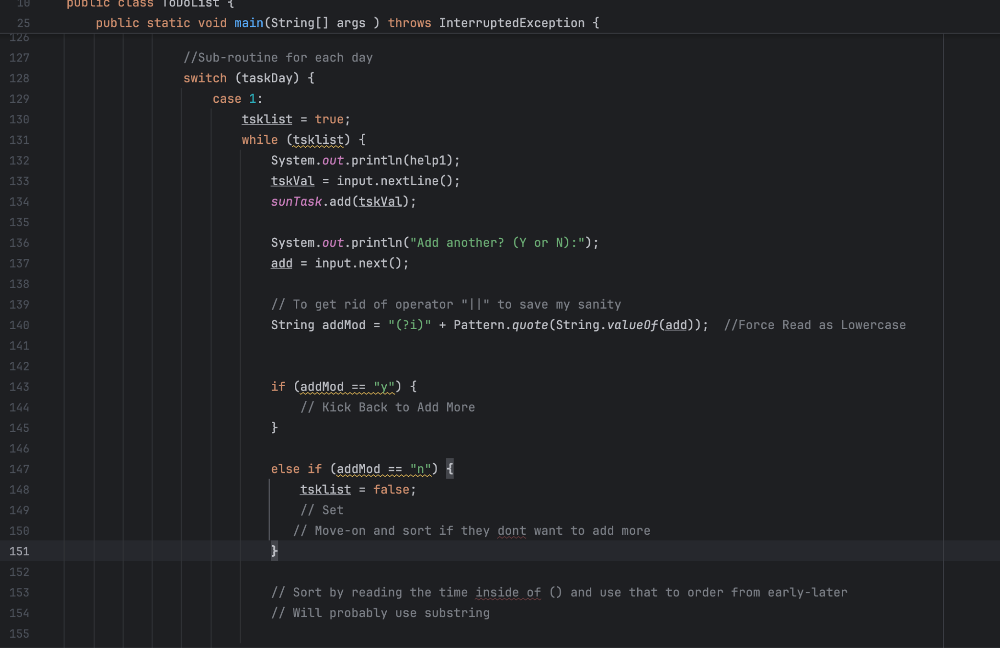 10 public class ToDoList {
25 public static void main(String[] args ) throws InterruptedException {
126
127 //Sub-routine for each day
128 switch (taskDay) {
129 case 1:
130 tsklist = true;
131 while (tsklist) {
132 System.out.println(help1);
133 tskVal = input.nextLine();
134 sunTask.add(tskVal);
135
136 System.out.println("Add another? (Y or N):");
137 add = input.next();
138
139 // To get rid of operator "||" to save my sanity
140 String addMod = "(?i)" + Pattern.quote(String.valueOf(add)); //Force Read as Lowercase
141
142
143 if (addMod == "y") {
144 // Kick Back to Add More
145 }
146
147 else if (addMod == "n") {
148 tsklist = false;
149 // Set
150 // Move-on and sort if they dont want to add more
151 }
152
153 // Sort by reading the time inside of () and use that to order from early-later
154 // Will probably use substring
155